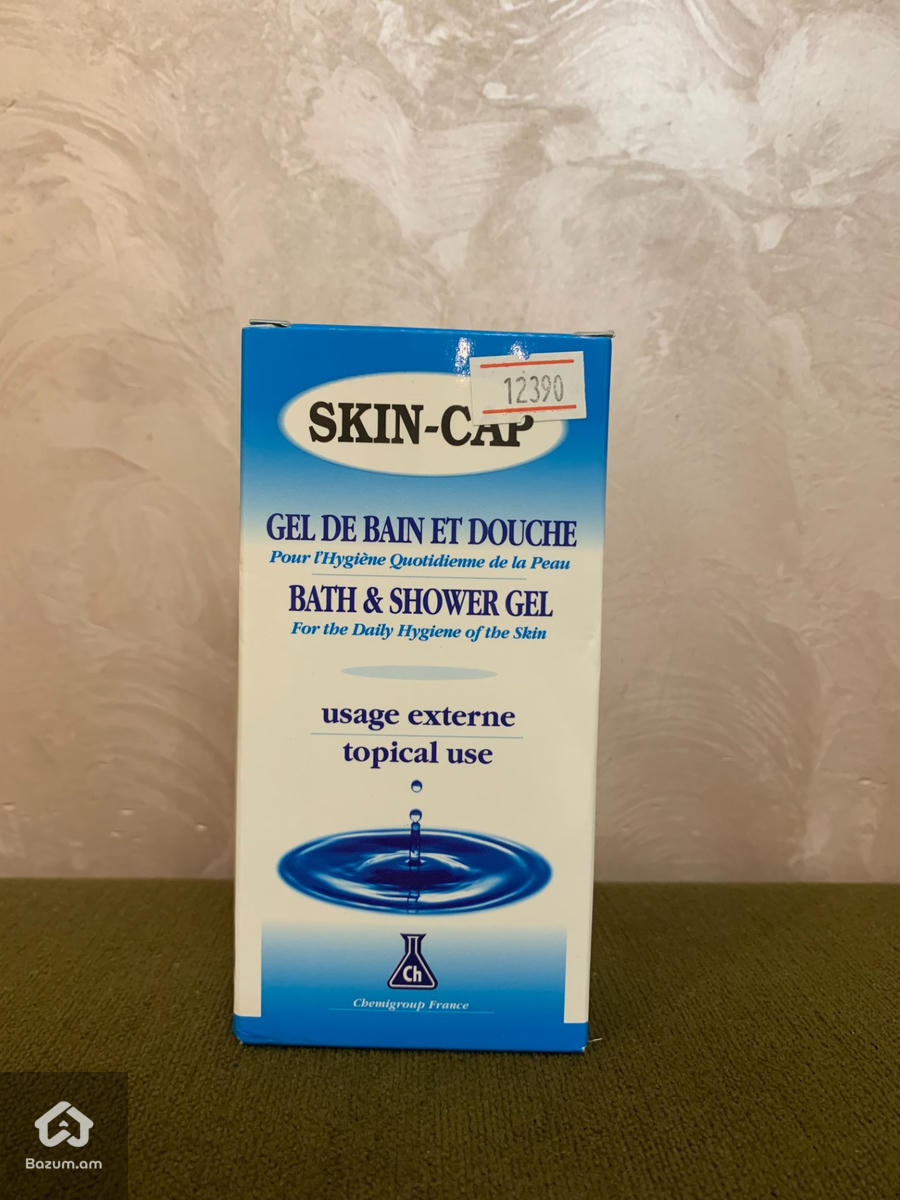 12390
SKIN-CAP
GEL DE BAIN ET DOUCHE
Pour l'Hygiène Quotidienne de la Peau
BATH & SHOWER GEL
For the Daily Hygiene of the Skin
usage externe
topical use
Ch
Chemigroup France
Bazum.am